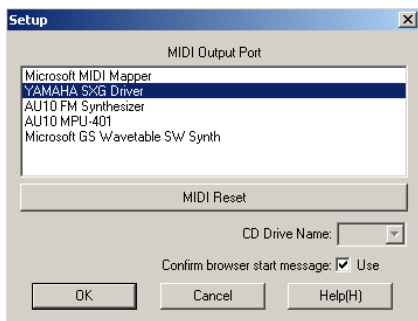 Setup
MIDI Output Port
Microsoft MIDI Mapper
YAMAHA SXG Driver
AU10 FM Synthesizer
AU10 MPU-401
Microsoft GS Wavetable SW Synth
MIDI Reset
CD Drive Name:
Confirm browser start message: Use
OK Cancel Help(H)